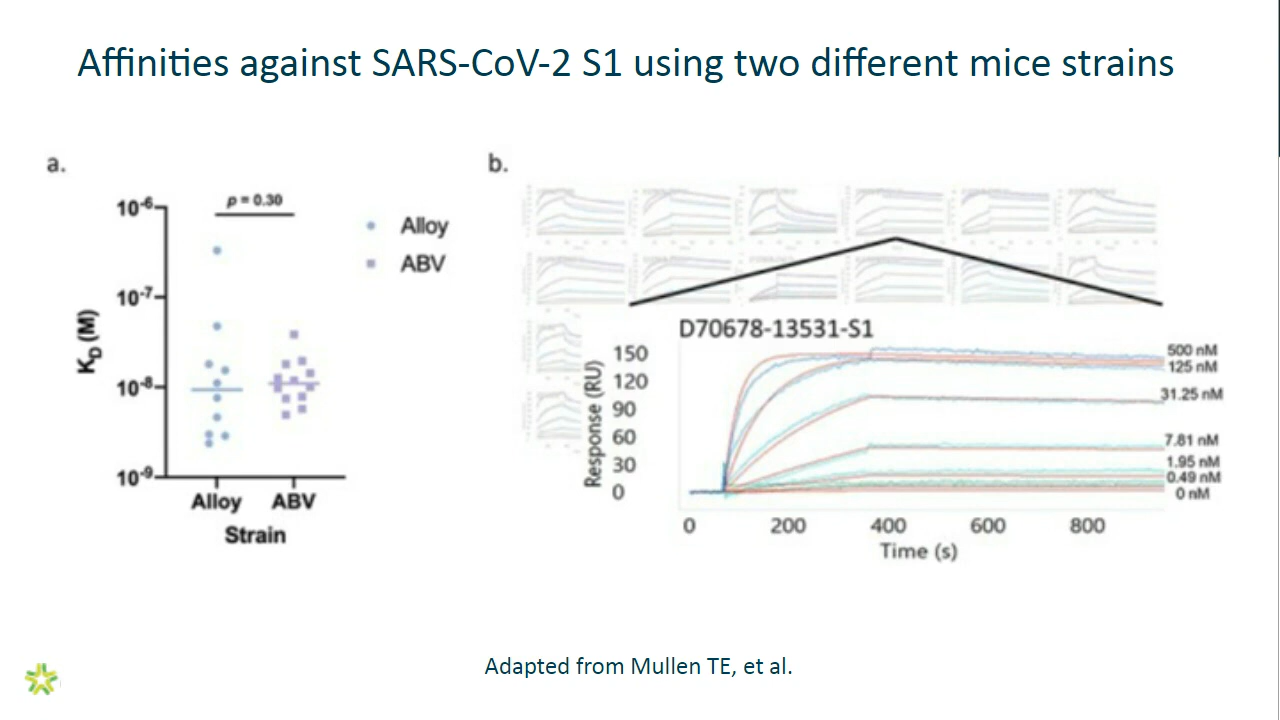 Affinities against SARS-CoV-2 S1 using two different mice strains
a.
b.
p = 0.30
10-6
10-7
10-8
10-9
KD (M)
Alloy
ABV
Alloy
ABV
Strain
D70678-13531-S1
150
120
90
60
30
0
Response (RU)
500 nM
125 nM
31.25 nM
7.81 nM
1.95 nM
0.49 nM
0 nM
0
200
400
600
800
Time (s)
Adapted from Mullen TE, et al.